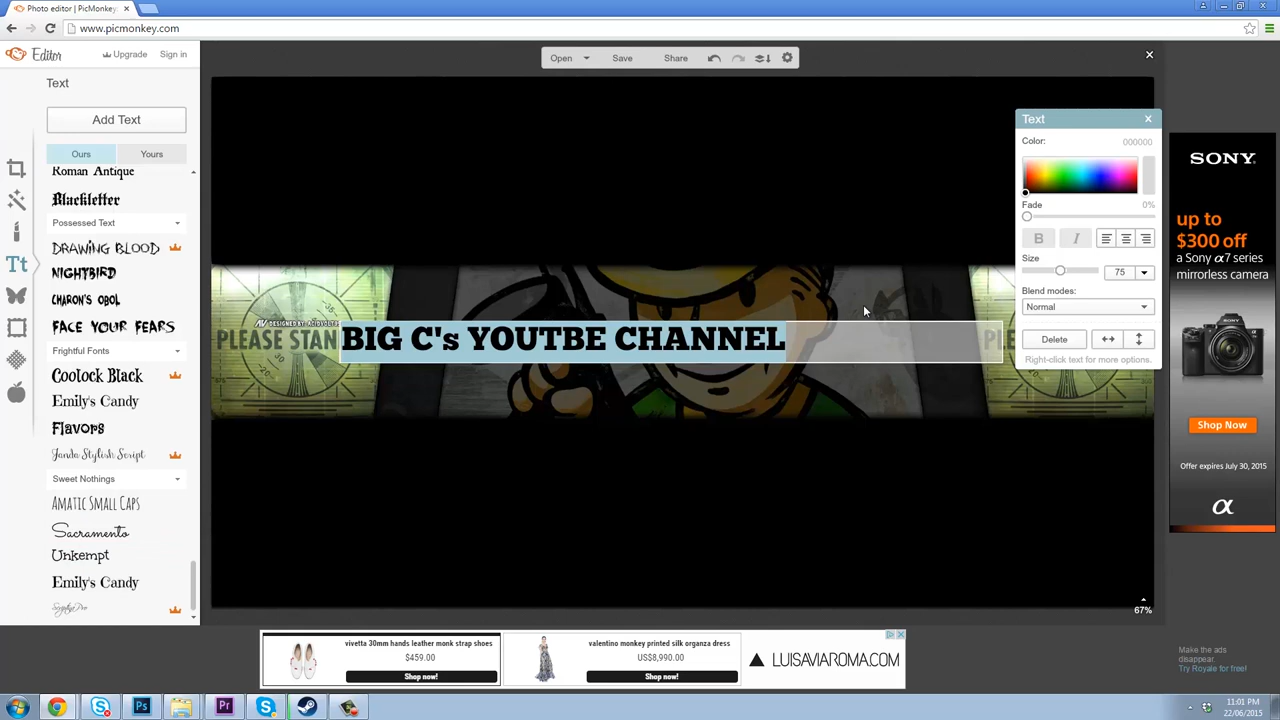 Photo editor | PicMonkey
www.picmonkey.com
Editor
Upgrade
Sign in
Open
Save
Share
Text
Add Text
Ours
Yours
Roman Antique
Blackletter
Possessed Text
DRAWING BLOOD
NIGHTBIRD
CHARON'S OBOL
FACE YOUR FEARS
Frightful Fonts
Coolock Black
Emily's Candy
Flavors
Janda Stylish Script
Sweet Nothings
AMATIC SMALL CAPS
Sacramento
Unkempt
Emily's Candy
ScriptinaPro
PLEASE STAN
BIG C's YOUTBE CHANNEL
Text
Color:
000000
Fade
0%
B
I
Size
75
Blend modes:
Normal
Delete
Right-click text for more options.
67%
SONY
up to
$300 off
a Sony α7 series
mirrorless camera
Shop Now
Offer expires July 30, 2015
α
vivetta 30mm hands leather monk strap shoes
$459.00
Shop now!
valentino monkey printed silk organza dress
US$8,990.00
Shop now!
LUISAVIAROMA.COM
Make the ads
disappear.
Try Royale for free!
11:01 PM
22/06/2015